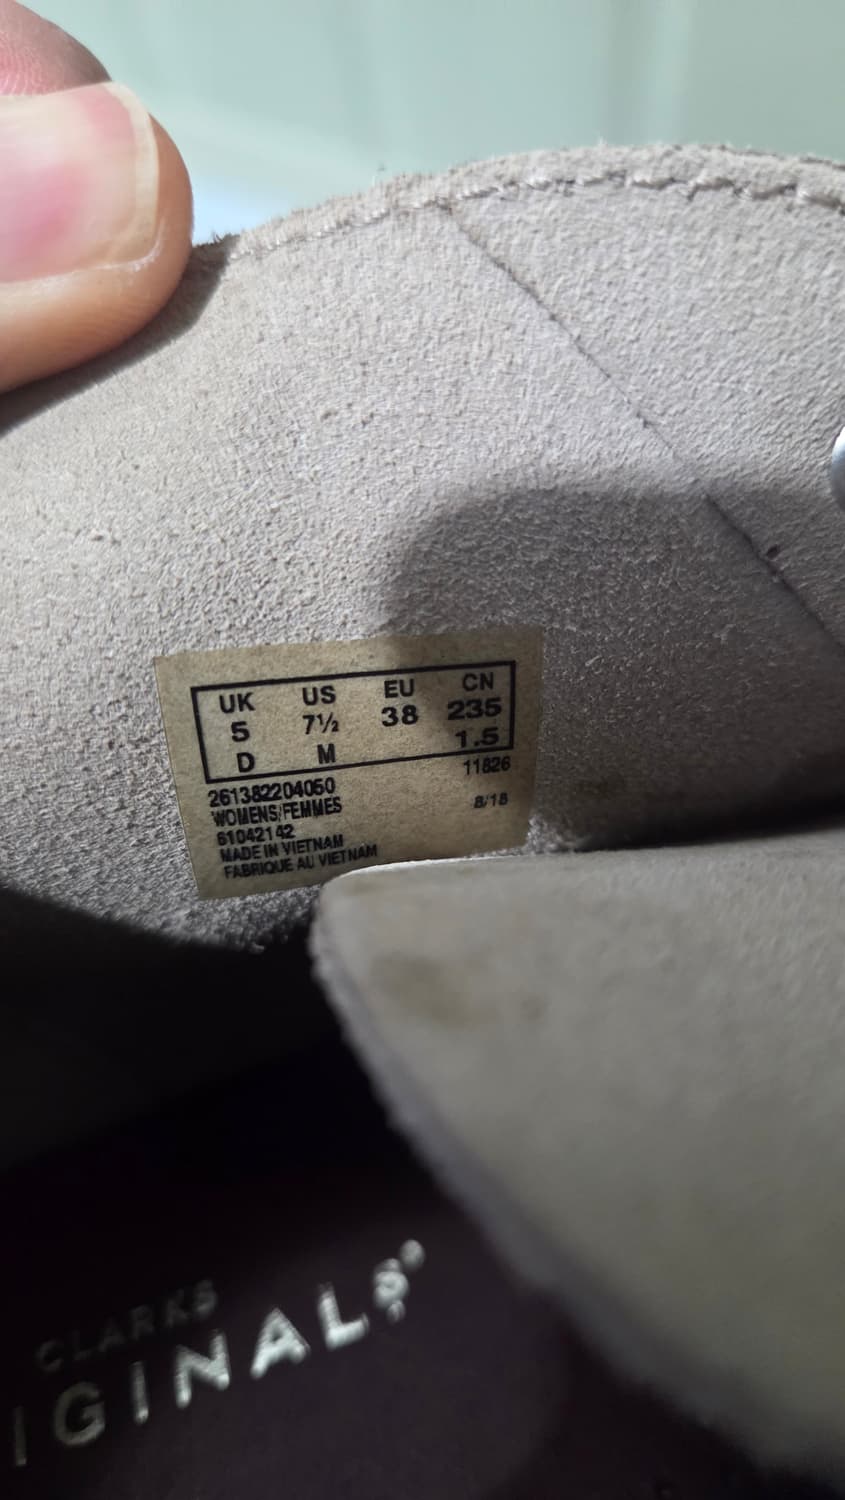 UK US EU CN
5 7½ 38 235
D M 1.5
261382204050 11826
WOMENS/FEMMES 8/18
61042142
MADE IN VIETNAM
FABRIQUE AU VIETNAM
CLARKS
IGINALS